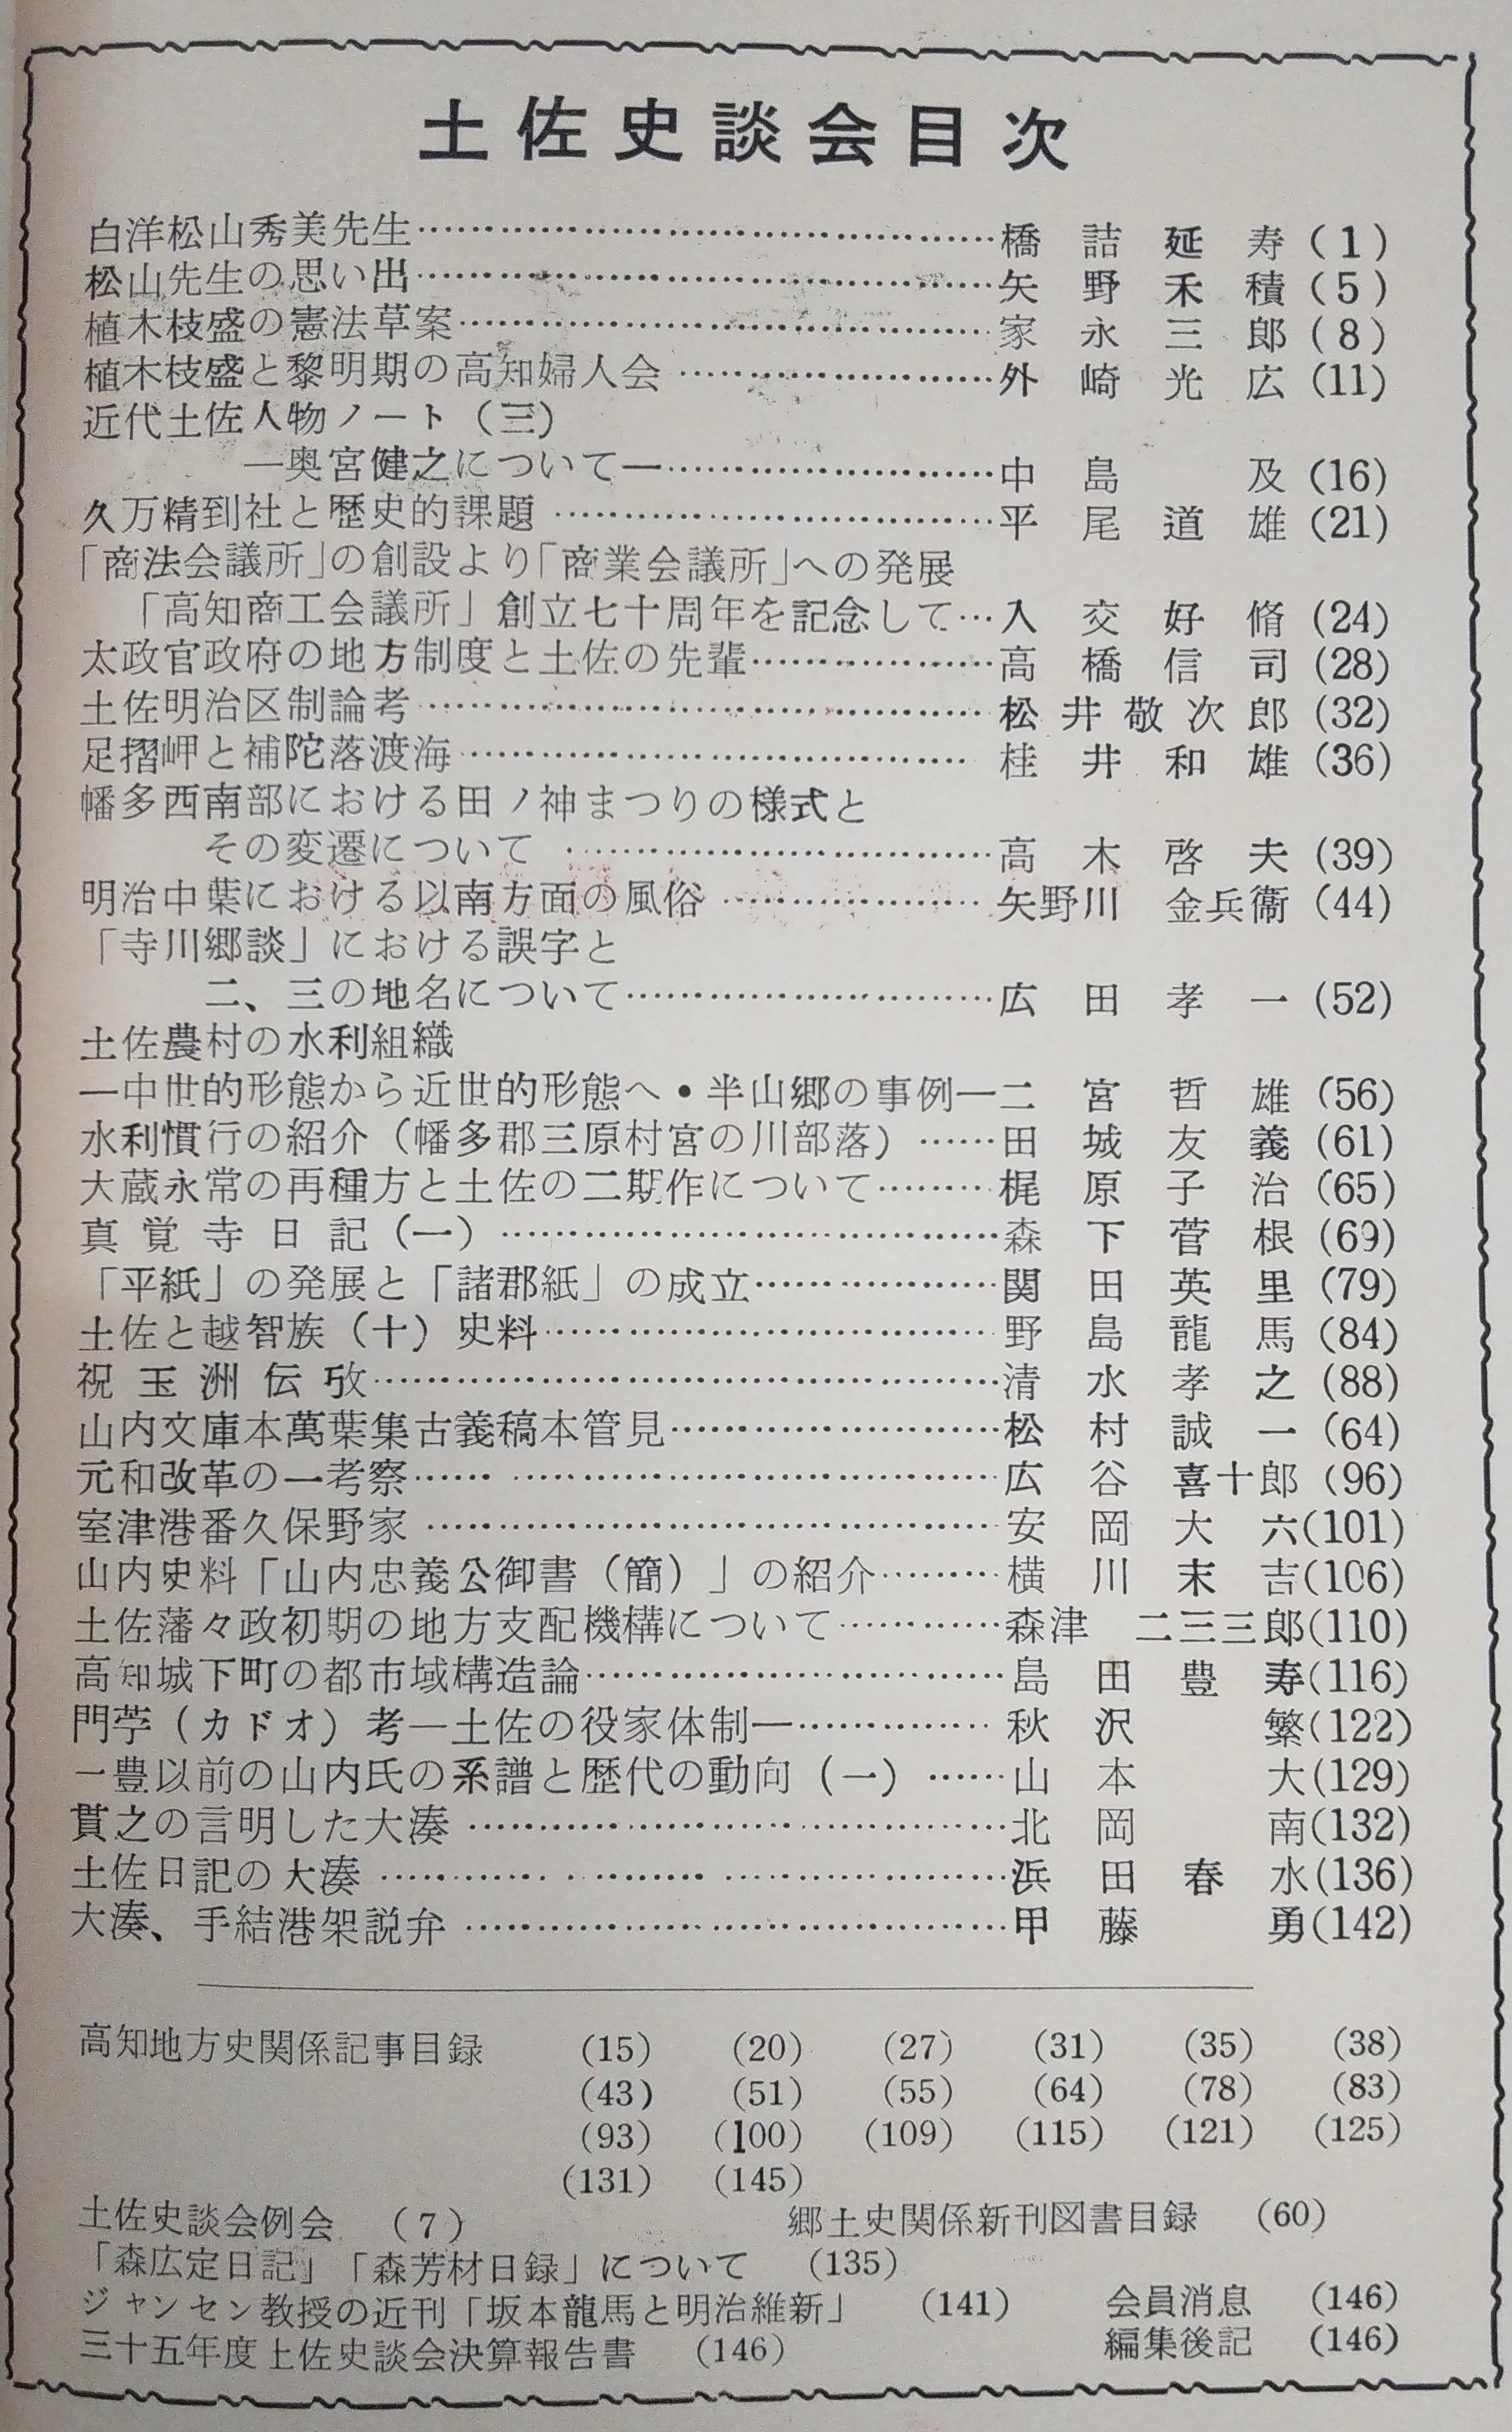 土佐史談会目次
白洋松山秀美先生……………………………………橋詰延寿(1)
松山先生の思い出……………………………………矢野禾積(5)
植木枝盛の憲法草案…………………………………家永三郎(8)
植木枝盛と黎明期の高知婦人会……………………外崎光広(11)
近代土佐人物ノート(三)
―奥宮健之について―……………………中島及(16)
久万精到社と歴史的課題……………………………平尾道雄(21)
「商法会議所」の創設より「商業会議所」への発展
「高知商工会議所」創立七十周年を記念して…入交好脩(24)
太政官政府の地方制度と土佐の先輩………………高橋信司(28)
土佐明治区制論考……………………………………松井敬次郎(32)
足摺岬と補陀落渡海…………………………………桂井和雄(36)
幡多西南部における田ノ神まつりの様式と
その変遷について……………………………高木啓夫(39)
明治中葉における以南方面の風俗…………………矢野川金兵衞(44)
「寺川郷談」における誤字と
二、三の地名について………………………広田孝一(52)
土佐農村の水利組織
―中世的形態から近世的形態へ・半山郷の事例―二宮哲雄(56)
水利慣行の紹介(幡多郡三原村宮の川部落)……田城友義(61)
大蔵永常の再種方と土佐の二期作について………梶原子治(65)
真覚寺日記(一)……………………………………森下菅根(69)
「平紙」の発展と「諸郡紙」の成立………………関田英里(79)
土佐と越智族(十)史料……………………………野島龍馬(84)
祝玉洲伝攷……………………………………………清水孝之(88)
山内文庫本萬葉集古義稿本管見……………………松村誠一(64)
元和改革の一考察……………………………………広谷喜十郎(96)
室津港番久保野家……………………………………安岡大六(101)
山内史料「山内忠義公御書(簡)」の紹介………横川末吉(106)
土佐藩々政初期の地方支配機構について…………森津二三三郎(110)
高知城下町の都市域構造論…………………………島田豊寿(116)
門䒾(カドオ)考―土佐の役家体制―……………秋沢繁(122)
一豊以前の山内氏の系譜と歴代の動向(一)……山本大(129)
貫之の言明した大湊…………………………………北岡南(132)
土佐日記の大湊………………………………………浜田春水(136)
大湊、手結港架説弁…………………………………甲藤勇(142)
高知地方史関係記事目録 (15) (20) (27) (31) (35) (38)
(43) (51) (55) (64) (78) (83)
(93) (100) (109) (115) (121) (125)
(131) (145)
土佐史談会例会 (7) 郷土史関係新刊図書目録 (60)
「森広定日記」「森芳材日録」について (135)
ジャンセン教授の近刊「坂本龍馬と明治維新」 (141) 会員消息 (146)
三十五年度土佐史談会決算報告書 (146) 編集後記 (146)